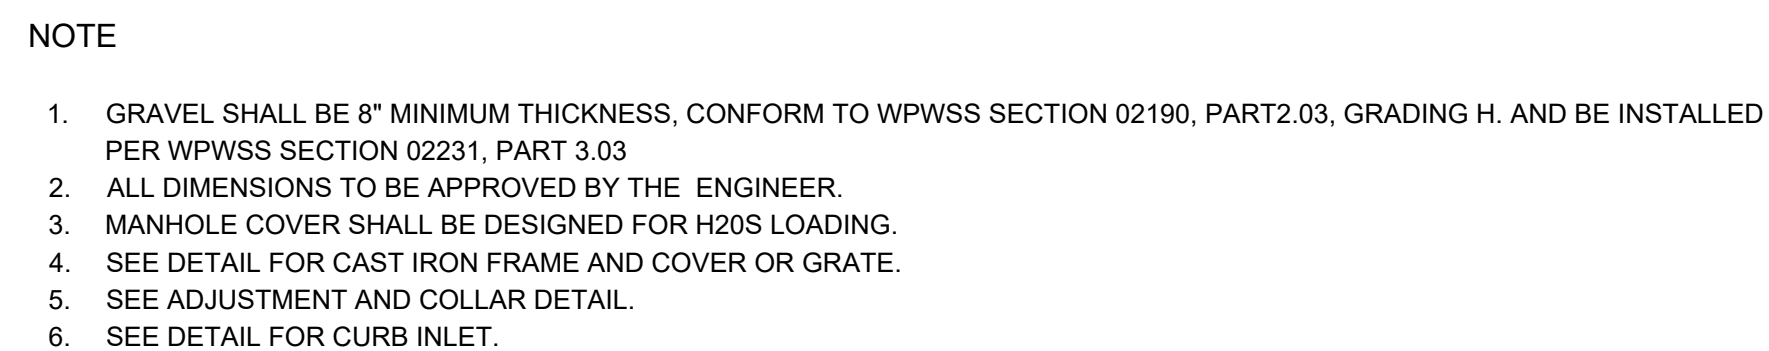 NOTE
1. GRAVEL SHALL BE 8" MINIMUM THICKNESS, CONFORM TO WPWSS SECTION 02190, PART2.03, GRADING H. AND BE INSTALLED
PER WPWSS SECTION 02231, PART 3.03
2. ALL DIMENSIONS TO BE APPROVED BY THE  ENGINEER.
3. MANHOLE COVER SHALL BE DESIGNED FOR H20S LOADING.
4. SEE DETAIL FOR CAST IRON FRAME AND COVER OR GRATE.
5. SEE ADJUSTMENT AND COLLAR DETAIL.
6. SEE DETAIL FOR CURB INLET.